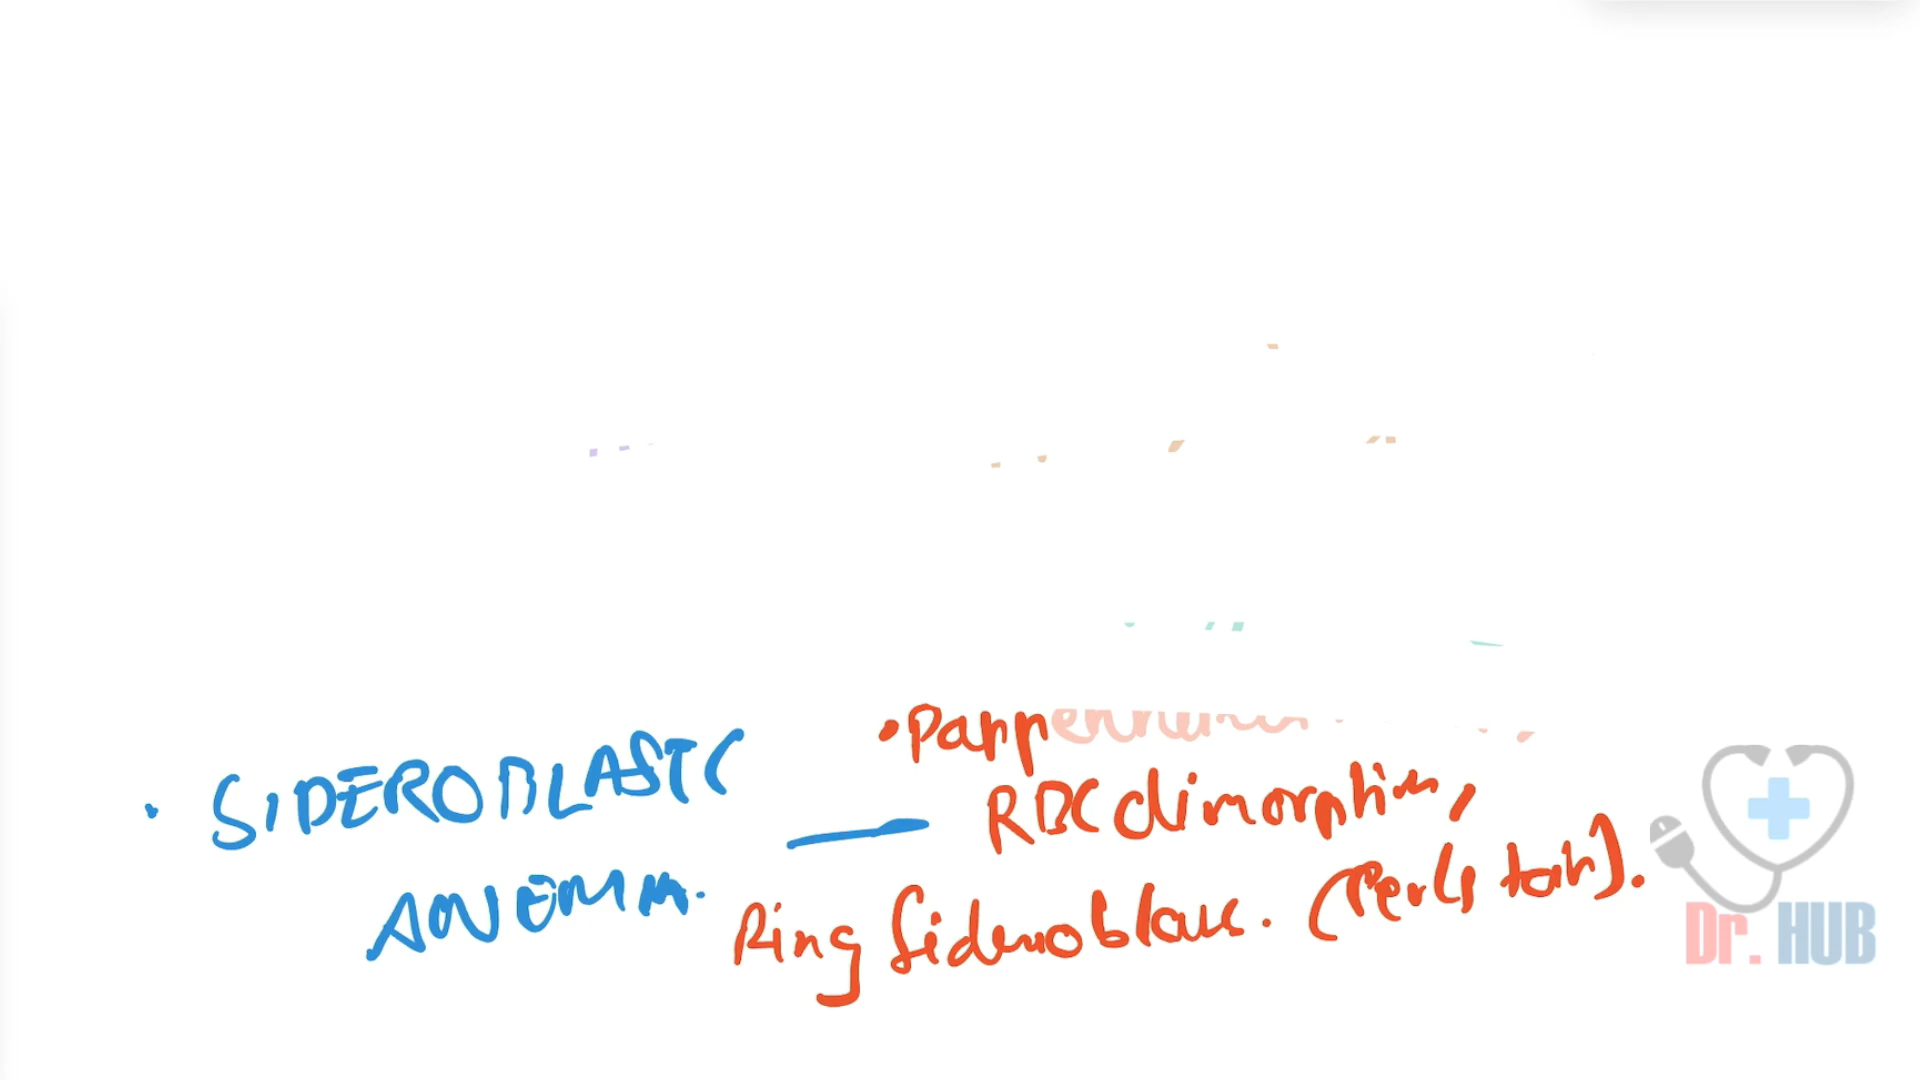 • SIDEROBLASTIC
ANEMIA.
• Papp
RBC dimorphism,
Ring Sideroblasts. (Perls stain).
Dr. HUB